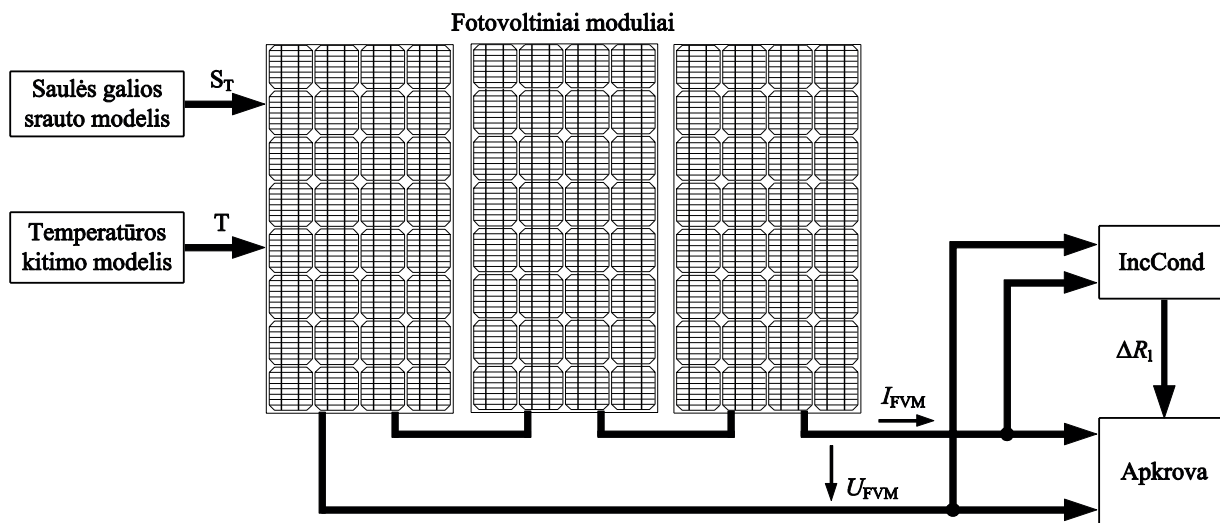 Fotovoltiniai moduliai
Saulės galios
srauto modelis
S_T
Temperatūros
kitimo modelis
T
IncCond
ΔR_l
I_FVM
U_FVM
Apkrova